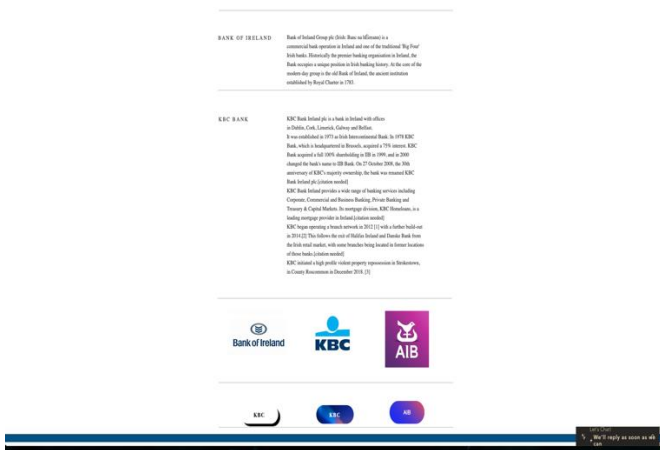 BANK OF IRELAND
Bank of Ireland Group plc (Irish: Banc na hÉireann) is a
commercial bank operation in Ireland and one of the traditional 'Big Four'
Irish banks. Historically the premier banking organisation in Ireland, the
Bank occupies a unique position in Irish banking history. At the core of the
modern-day group is the old Bank of Ireland, the ancient institution
established by Royal Charter in 1783.
KBC BANK
KBC Bank Ireland plc is a bank in Ireland with offices
in Dublin, Cork, Limerick, Galway and Belfast.
It was established in 1973 as Irish Intercontinental Bank. In 1978 KBC
Bank, which is headquartered in Brussels, acquired a 75% interest. KBC
Bank acquired a full 100% shareholding in IIB in 1999, and in 2000
changed the bank's name to IIB Bank. On 27 October 2008, the 30th
anniversary of KBC's majority ownership, the bank was renamed KBC
Bank Ireland plc.[citation needed]
KBC Bank Ireland provides a wide range of banking services including
Corporate, Commercial and Business Banking, Private Banking and
Treasury & Capital Markets. Its mortgage division, KBC Homeloans, is a
leading mortgage provider in Ireland.[citation needed]
KBC began operating a branch network in 2012 [1] with a further build-out
in 2014.[2] This follows the exit of Halifax Ireland and Danske Bank from
the Irish retail market, with some branches being located in former locations
of those banks.[citation needed]
KBC initiated a high profile violent property repossession in Strokestown,
in County Roscommon in December 2018. [3]
Bank of Ireland
KBC
AIB
KBC
KBC
AIB
Let's Chat!
We'll reply as soon as we
can